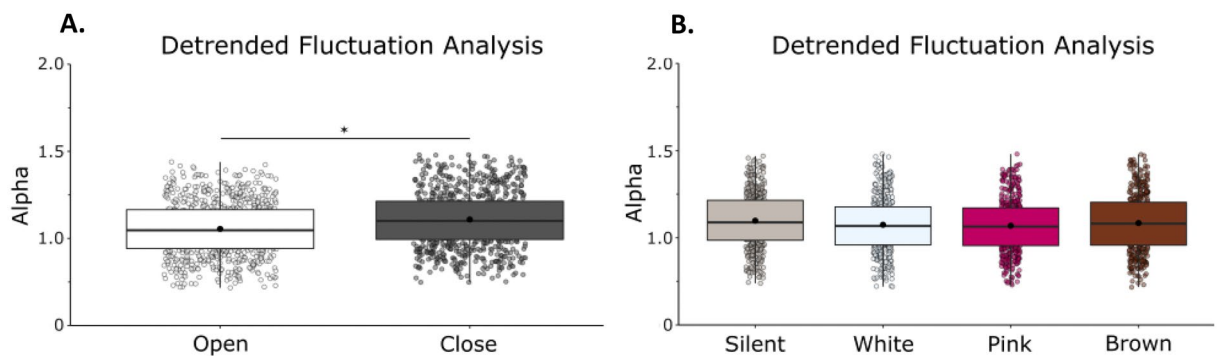 A.
Detrended Fluctuation Analysis
2.0
1.5
1.0
0
Alpha
*
Open
Close
B.
Detrended Fluctuation Analysis
2.0
1.5
1.0
0
Alpha
Silent
White
Pink
Brown